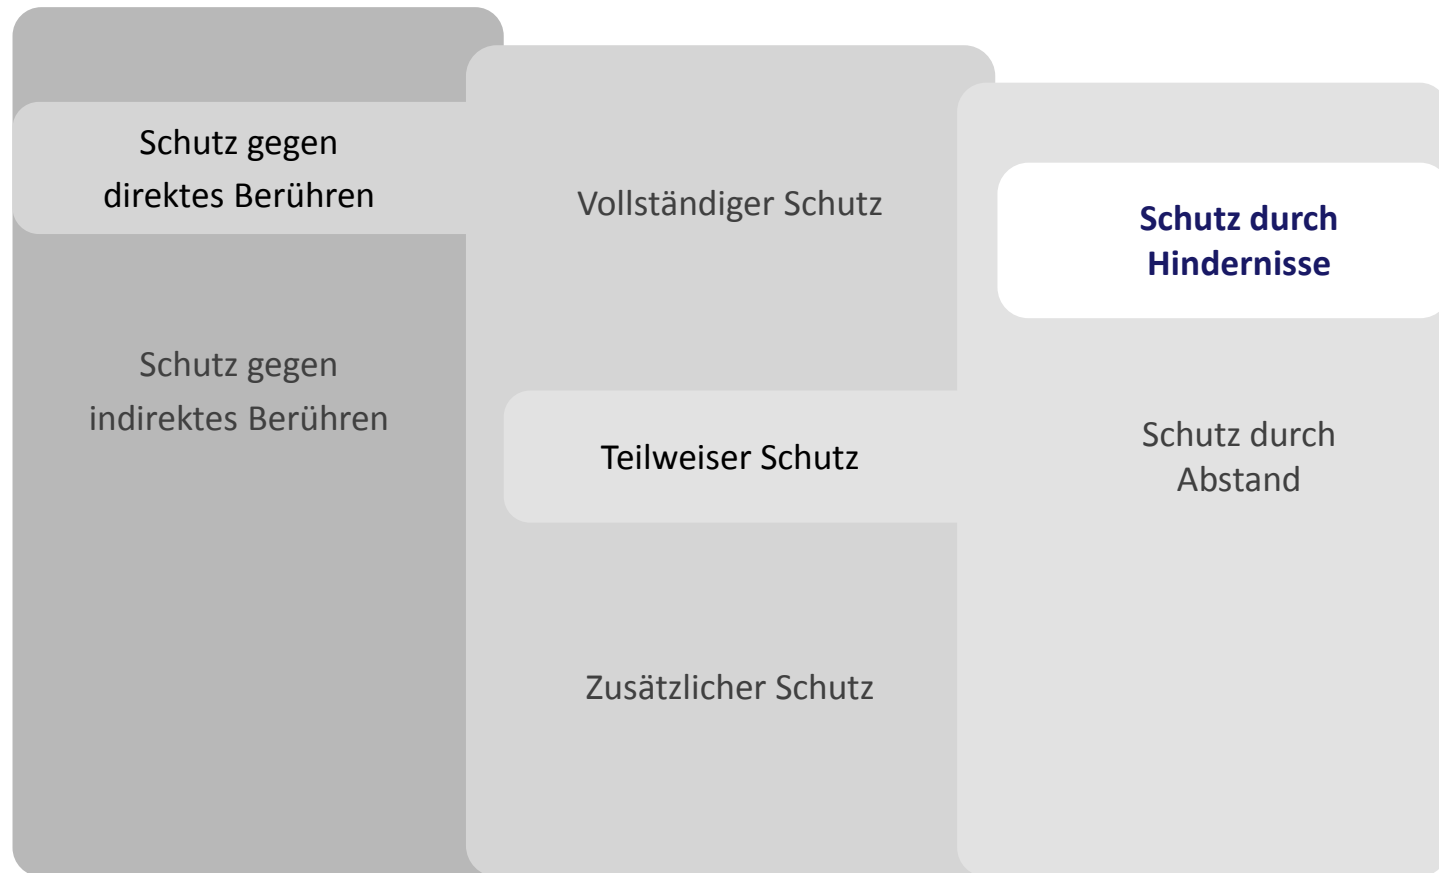 Schutz gegen
direktes Berühren
Schutz gegen
indirektes Berühren
Vollständiger Schutz
Teilweiser Schutz
Zusätzlicher Schutz
Schutz durch
Hindernisse
Schutz durch
Abstand